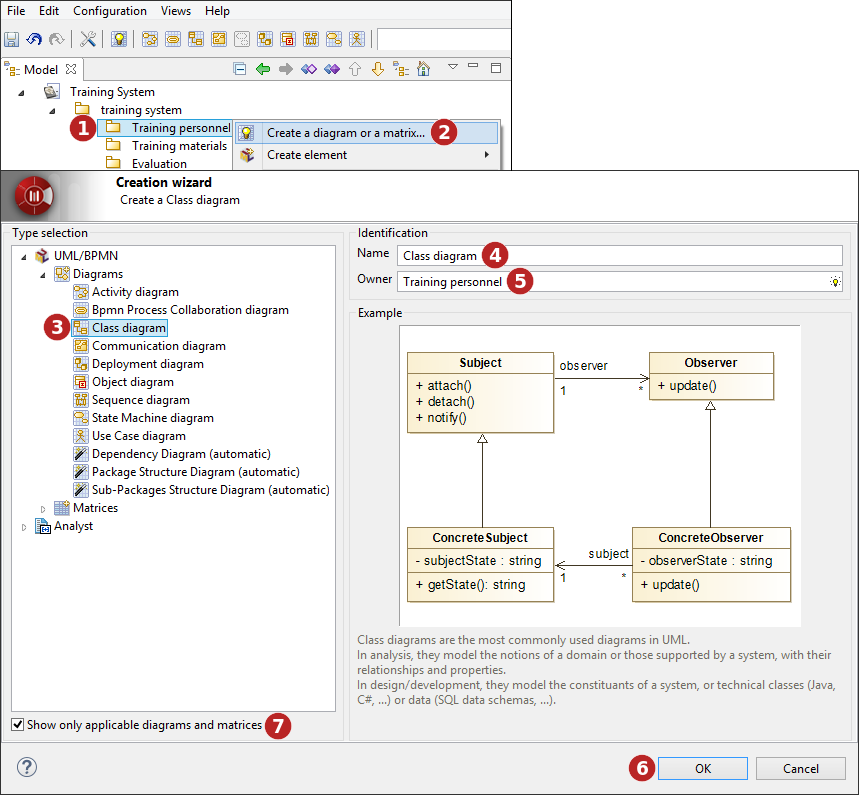 File Edit Configuration Views Help
Model
Training System
training system
1 Training personnel
Create a diagram or a matrix... 2
Training materials
Create element
Evaluation
Creation wizard
Create a Class diagram
Type selection
UML/BPMN
Diagrams
Activity diagram
Bpmn Process Collaboration diagram
3 Class diagram
Communication diagram
Deployment diagram
Object diagram
Sequence diagram
State Machine diagram
Use Case diagram
Dependency Diagram (automatic)
Package Structure Diagram (automatic)
Sub-Packages Structure Diagram (automatic)
Matrices
Analyst
Show only applicable diagrams and matrices 7
Identification
Name Class diagram 4
Owner Training personnel 5
Example
Subject
+ attach()
+ detach()
+ notify()
observer
1 *
Observer
+ update()
ConcreteSubject
- subjectState : string
+ getState(): string
subject
1 *
ConcreteObserver
- observerState : string
+ update()
Class diagrams are the most commonly used diagrams in UML.
In analysis, they model the notions of a domain or those supported by a system, with their
relationships and properties.
In design/development, they model the constituants of a system, or technical classes (Java,
C#, ...) or data (SQL data schemas, ...).
?
6 OK Cancel